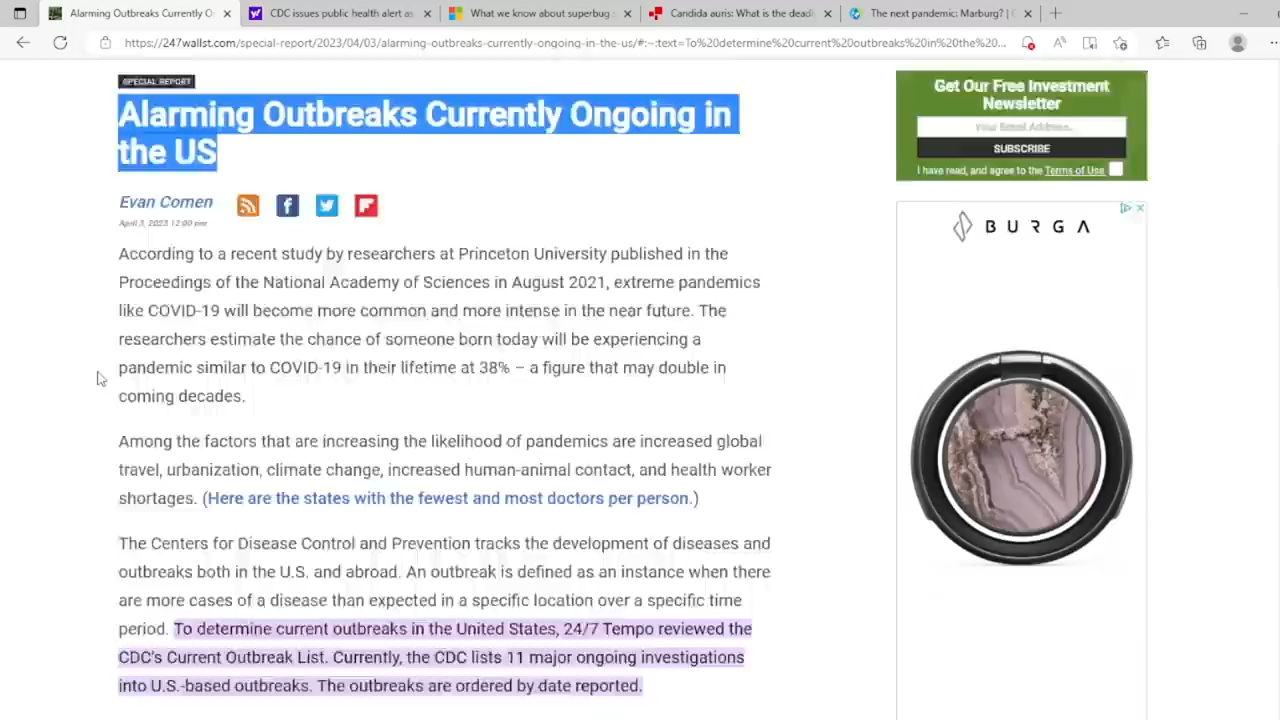 Alarming Outbreaks Currently O
CDC issues public health alert as
What we know about superbug
Candida auris: What is the deadl
The next pandemic: Marburg? | C
https://247wallst.com/special-report/2023/04/03/alarming-outbreaks-currently-ongoing-in-the-us/#:~:text=To%20determine%20current%20outbreaks%20in%20the%20...
SPECIAL REPORT
Alarming Outbreaks Currently Ongoing in
the US
Evan Comen
April 3, 2023 12:00 pm
According to a recent study by researchers at Princeton University published in the
Proceedings of the National Academy of Sciences in August 2021, extreme pandemics
like COVID-19 will become more common and more intense in the near future. The
researchers estimate the chance of someone born today will be experiencing a
pandemic similar to COVID-19 in their lifetime at 38% – a figure that may double in
coming decades.
Among the factors that are increasing the likelihood of pandemics are increased global
travel, urbanization, climate change, increased human-animal contact, and health worker
shortages. (Here are the states with the fewest and most doctors per person.)
The Centers for Disease Control and Prevention tracks the development of diseases and
outbreaks both in the U.S. and abroad. An outbreak is defined as an instance when there
are more cases of a disease than expected in a specific location over a specific time
period. To determine current outbreaks in the United States, 24/7 Tempo reviewed the
CDC's Current Outbreak List. Currently, the CDC lists 11 major ongoing investigations
into U.S.-based outbreaks. The outbreaks are ordered by date reported.
Get Our Free Investment
Newsletter
Your Email Address...
SUBSCRIBE
I have read, and agree to the Terms of Use
BURGA